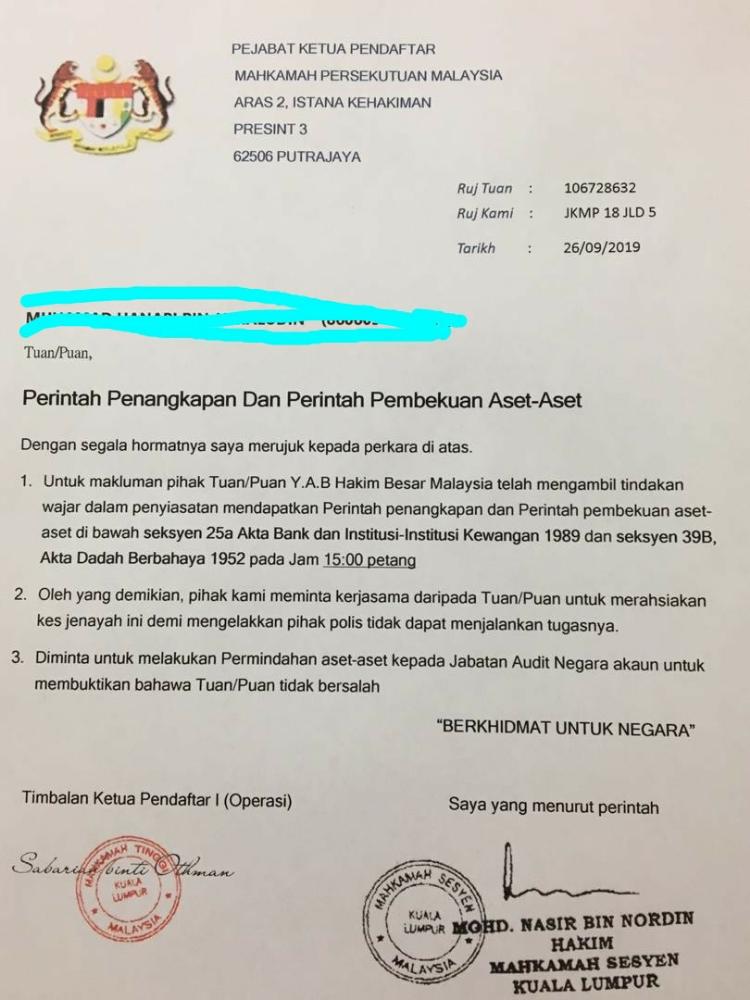 PEJABAT KETUA PENDAFTAR
MAHKAMAH PERSEKUTUAN MALAYSIA
ARAS 2, ISTANA KEHAKIMAN
PRESINT 3
62506 PUTRAJAYA
Ruj Tuan : 106728632
Ruj Kami : JKMP 18 JLD 5
Tarikh : 26/09/2019
Tuan/Puan,
Perintah Penangkapan Dan Perintah Pembekuan Aset-Aset
Dengan segala hormatnya saya merujuk kepada perkara di atas.
1. Untuk makluman pihak Tuan/Puan Y.A.B Hakim Besar Malaysia telah mengambil tindakan
wajar dalam penyiasatan mendapatkan Perintah penangkapan dan Perintah pembekuan aset-
aset di bawah seksyen 25a Akta Bank dan Institusi-Institusi Kewangan 1989 dan seksyen 39B,
Akta Dadah Berbahaya 1952 pada Jam 15:00 petang
2. Oleh yang demikian, pihak kami meminta kerjasama daripada Tuan/Puan untuk merahsiakan
kes jenayah ini demi mengelakkan pihak polis tidak dapat menjalankan tugasnya.
3. Diminta untuk melakukan Permindahan aset-aset kepada Jabatan Audit Negara akaun untuk
membuktikan bahawa Tuan/Puan tidak bersalah
“BERKHIDMAT UNTUK NEGARA”
Timbalan Ketua Pendaftar I (Operasi)
Saya yang menurut perintah
Sabariah binti Othman
MAHKAMAH TINGGI
KUALA
LUMPUR
MALAYSIA
MAHKAMAH SESYEN
KUALA
LUMPUR
MALAYSIA
MOHD. NASIR BIN NORDIN
HAKIM
MAHKAMAH SESYEN
KUALA LUMPUR